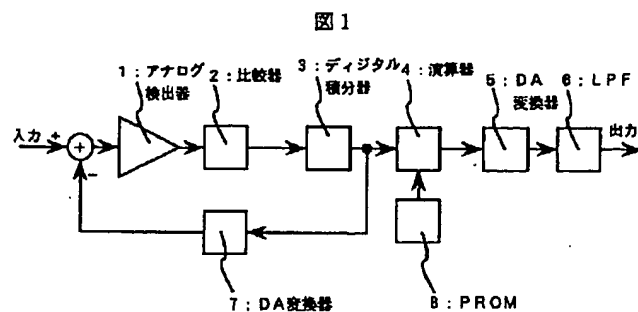 図1
1:アナログ
検出器
2:比較器
3:ディジタル
積分器
4:演算器
5:DA
変換器
6:LPF
入力 +
+
出力
-
7:DA変換器
8:PROM